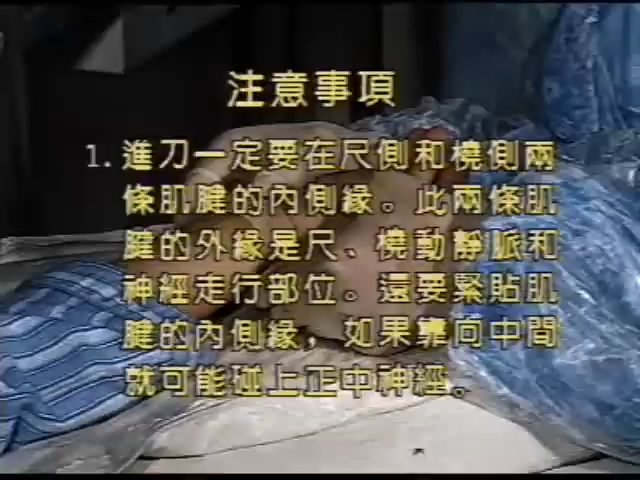 注意事項
1. 進刀一定要在尺側和橈側兩
條肌腱的內側緣。此兩條肌
腱的外緣是尺、橈動靜脈和
神經走行部位。還要緊貼肌
腱的內側緣，如果靠向中間
就可能碰上正中神經。